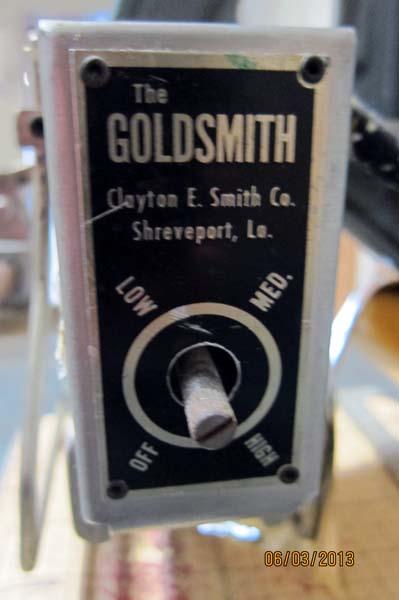 The
GOLDSMITH
Clayton E. Smith Co.
Shreveport, La.
LOW MED.
OFF HIGH
06/03/2013